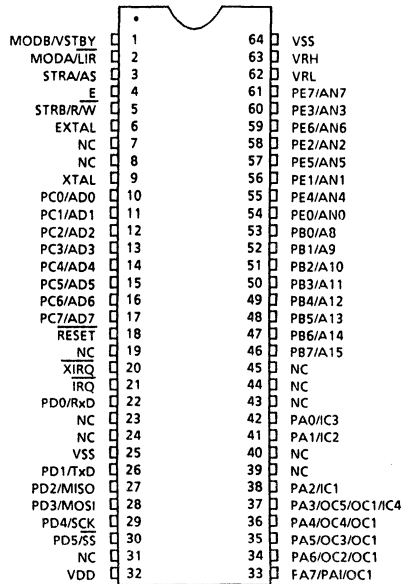 MODB/VSTBY 1 64 VSS
MODA/LIR 2 63 VRH
STRA/AS 3 62 VRL
E 4 61 PE7/AN7
STRB/R/W 5 60 PE3/AN3
EXTAL 6 59 PE6/AN6
NC 7 58 PE2/AN2
NC 8 57 PE5/AN5
XTAL 9 56 PE1/AN1
PC0/AD0 10 55 PE4/AN4
PC1/AD1 11 54 PE0/AN0
PC2/AD2 12 53 PB0/A8
PC3/AD3 13 52 PB1/A9
PC4/AD4 14 51 PB2/A10
PC5/AD5 15 50 PB3/A11
PC6/AD6 16 49 PB4/A12
PC7/AD7 17 48 PB5/A13
RESET 18 47 PB6/A14
NC 19 46 PB7/A15
XIRQ 20 45 NC
IRQ 21 44 NC
PD0/RxD 22 43 NC
NC 23 42 PA0/IC3
NC 24 41 PA1/IC2
VSS 25 40 NC
PD1/TxD 26 39 NC
PD2/MISO 27 38 PA2/IC1
PD3/MOSI 28 37 PA3/OC5/OC1/IC4
PD4/SCK 29 36 PA4/OC4/OC1
PD5/SS 30 35 PA5/OC3/OC1
NC 31 34 PA6/OC2/OC1
VDD 32 33 FA7/PAI/OC1